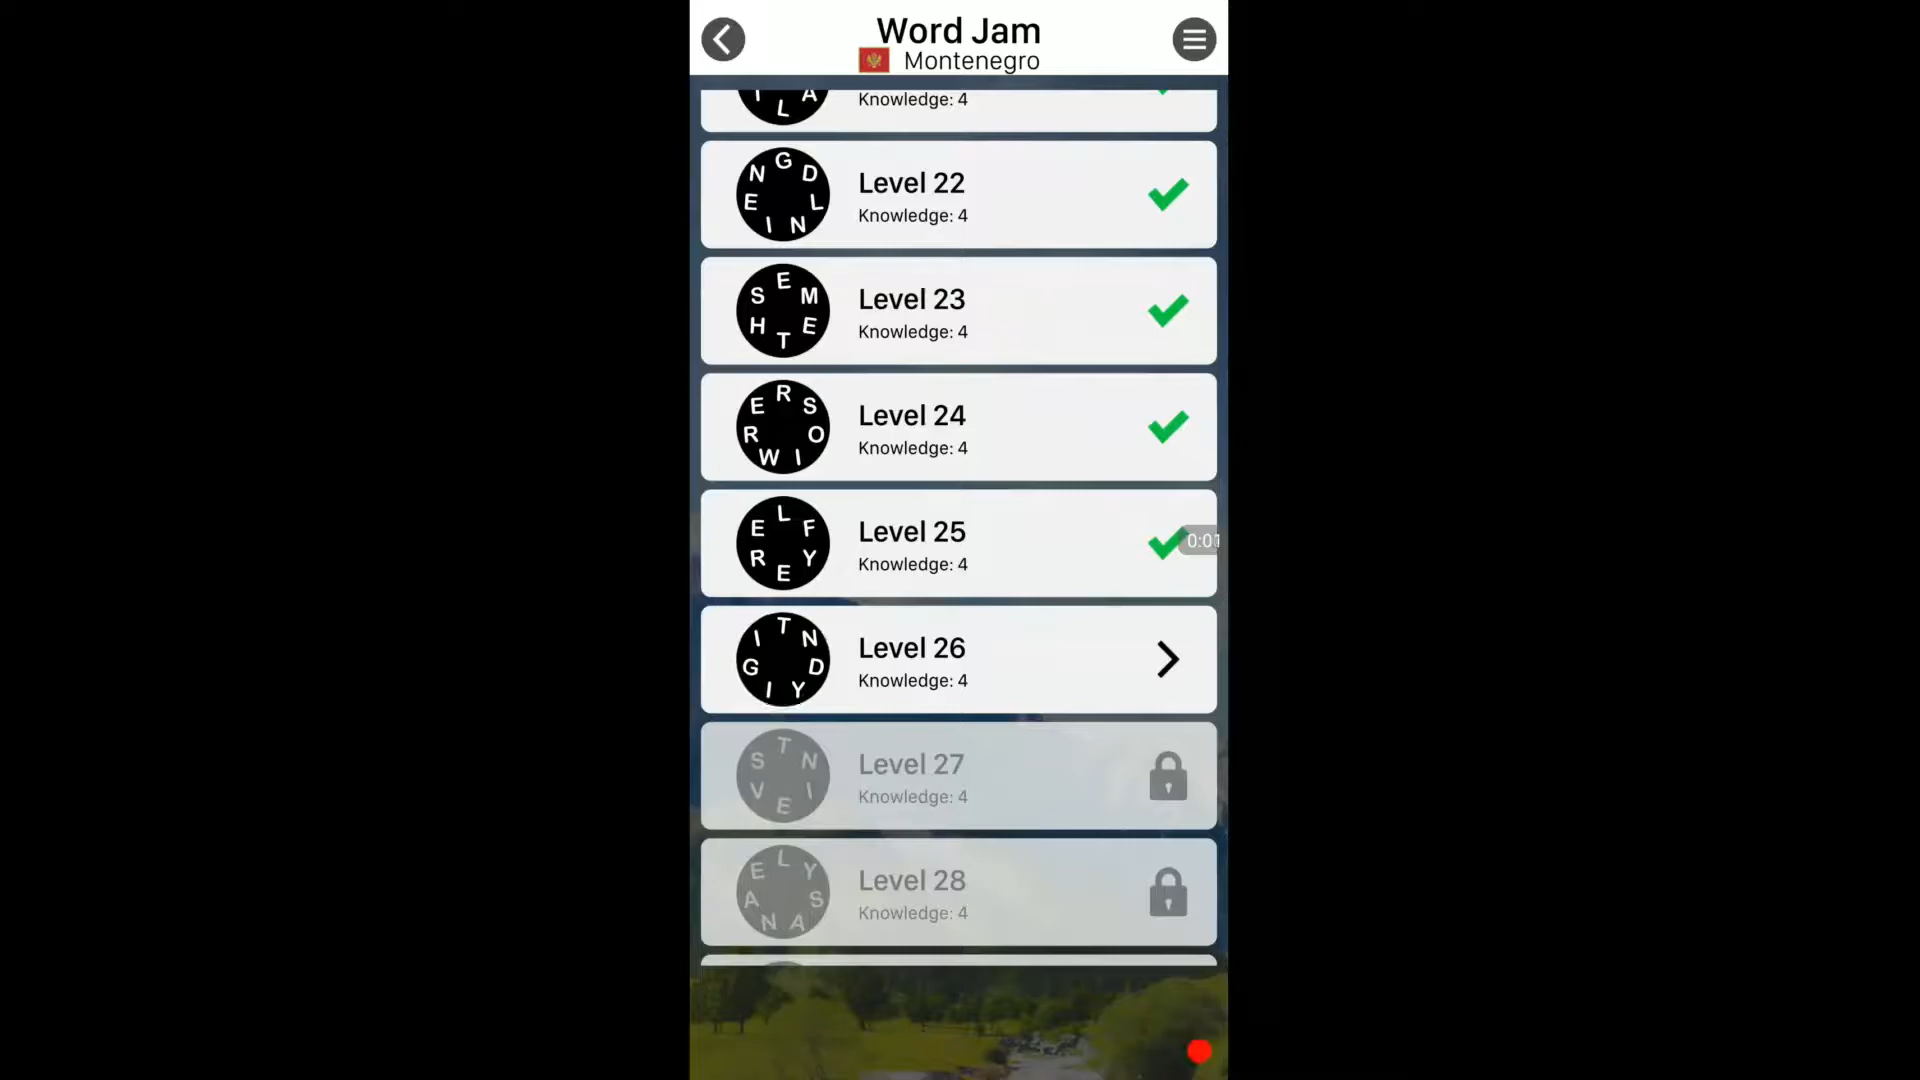 Word Jam
Montenegro
I L A
Knowledge: 4
N G D E L I N
Level 22
Knowledge: 4
S E M H E T
Level 23
Knowledge: 4
E R S R O W I
Level 24
Knowledge: 4
E L F R Y E
Level 25
Knowledge: 4
0:01
I T N G D I Y
Level 26
Knowledge: 4
S T N V I E
Level 27
Knowledge: 4
E L Y A S N A
Level 28
Knowledge: 4